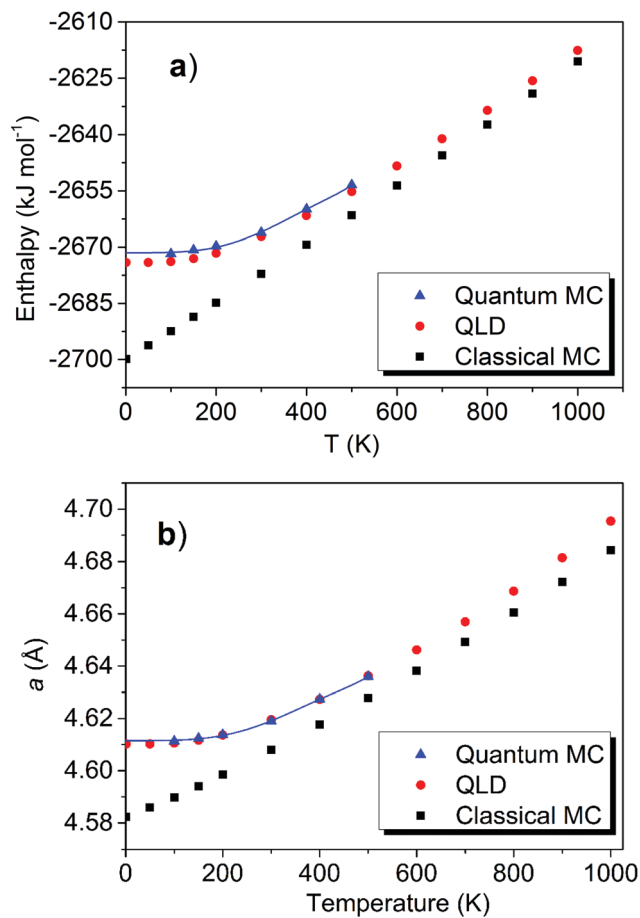 a)
-2610
-2625
-2640
-2655
-2670
-2685
-2700
Enthalpy (kJ mol⁻¹)
Quantum MC
QLD
Classical MC
0 200 400 600 800 1000
T (K)
b)
4.70
4.68
4.66
4.64
4.62
4.60
4.58
a (Å)
Quantum MC
QLD
Classical MC
0 200 400 600 800 1000
Temperature (K)